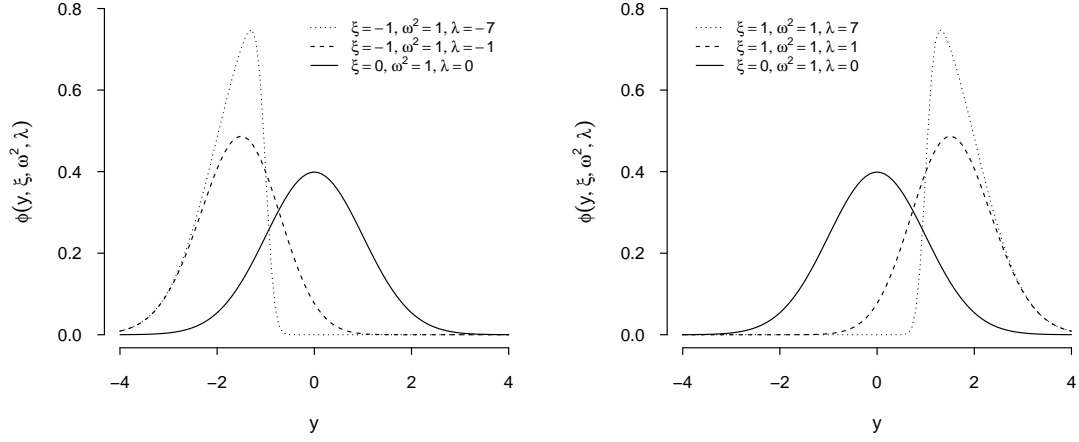 ξ = −1, ω² = 1, λ = −7
ξ = −1, ω² = 1, λ = −1
ξ = 0, ω² = 1, λ = 0
ϕ(y, ξ, ω², λ)
0.8
0.6
0.4
0.2
0.0
−4 −2 0 2 4
y
ξ = 1, ω² = 1, λ = 7
ξ = 1, ω² = 1, λ = 1
ξ = 0, ω² = 1, λ = 0
ϕ(y, ξ, ω², λ)
0.8
0.6
0.4
0.2
0.0
−4 −2 0 2 4
y